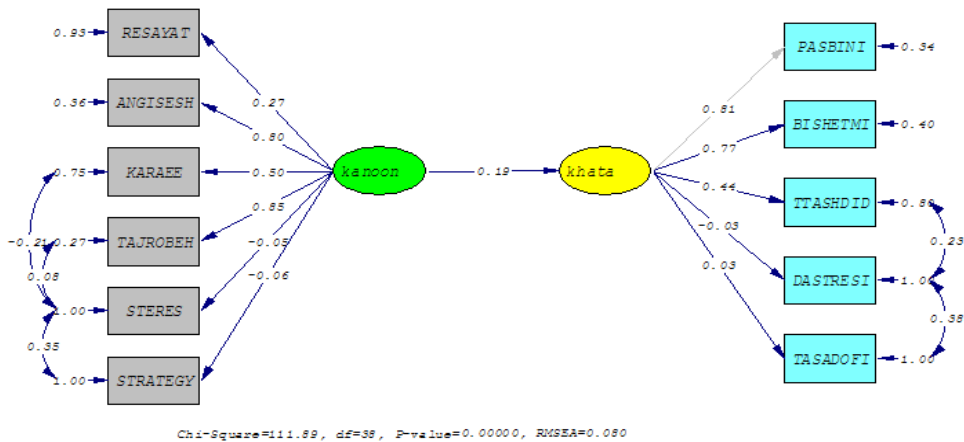 0.93
RESAYAT
0.27
0.36
ANGISESH
0.80
0.75
KARAEE
0.50
-0.21
0.27
TAJROBEH
0.85
0.08
1.00
STERES
-0.05
0.35
1.00
STRATEGY
-0.06
kanoon
0.19
khata
0.81
PASBINI
0.34
0.77
BISHETMI
0.40
0.44
TTASHDID
0.23
-0.03
DASTRESI
1.00
0.38
0.03
TASADOFI
1.00
Chi-Square=111.89, df=38, P-value=0.00000, RMSEA=0.080